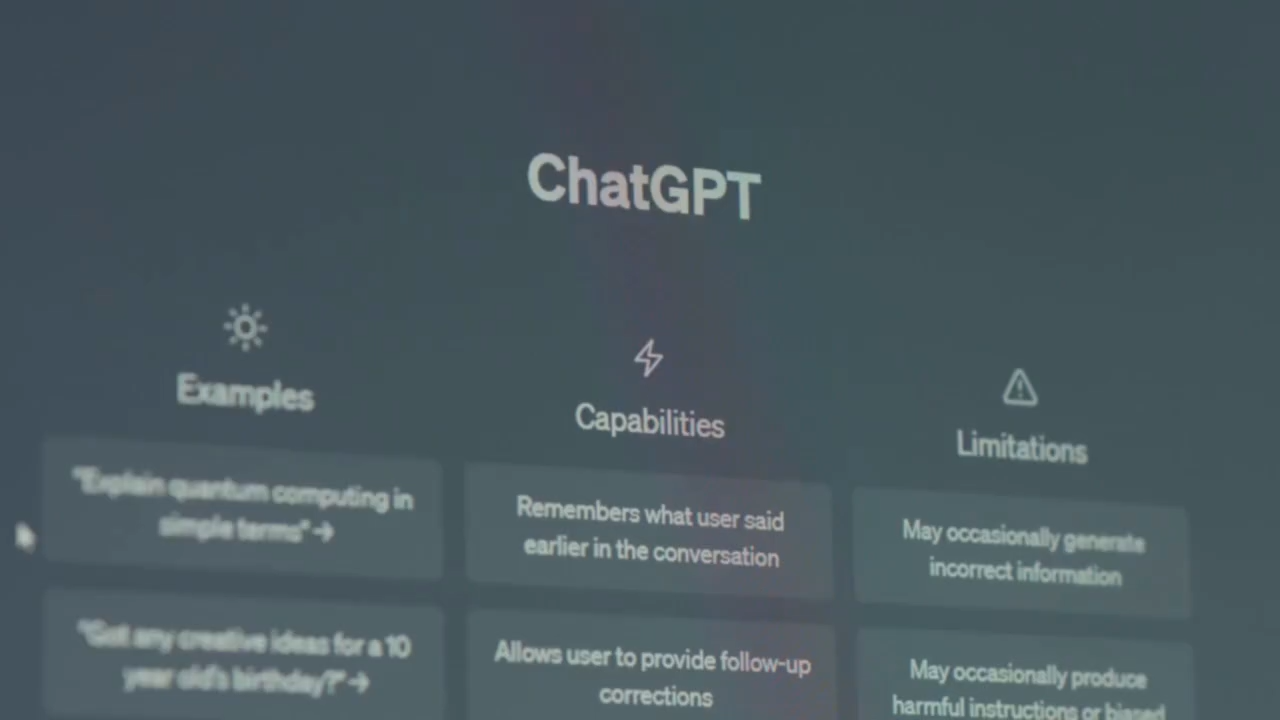 ChatGPT
Examples
Capabilities
Limitations
"Explain quantum computing in
simple terms" →
Remembers what user said
earlier in the conversation
May occasionally generate
incorrect information
"Got any creative ideas for a 10
year old's birthday?" →
Allows user to provide follow-up
corrections
May occasionally produce
harmful instructions or biased